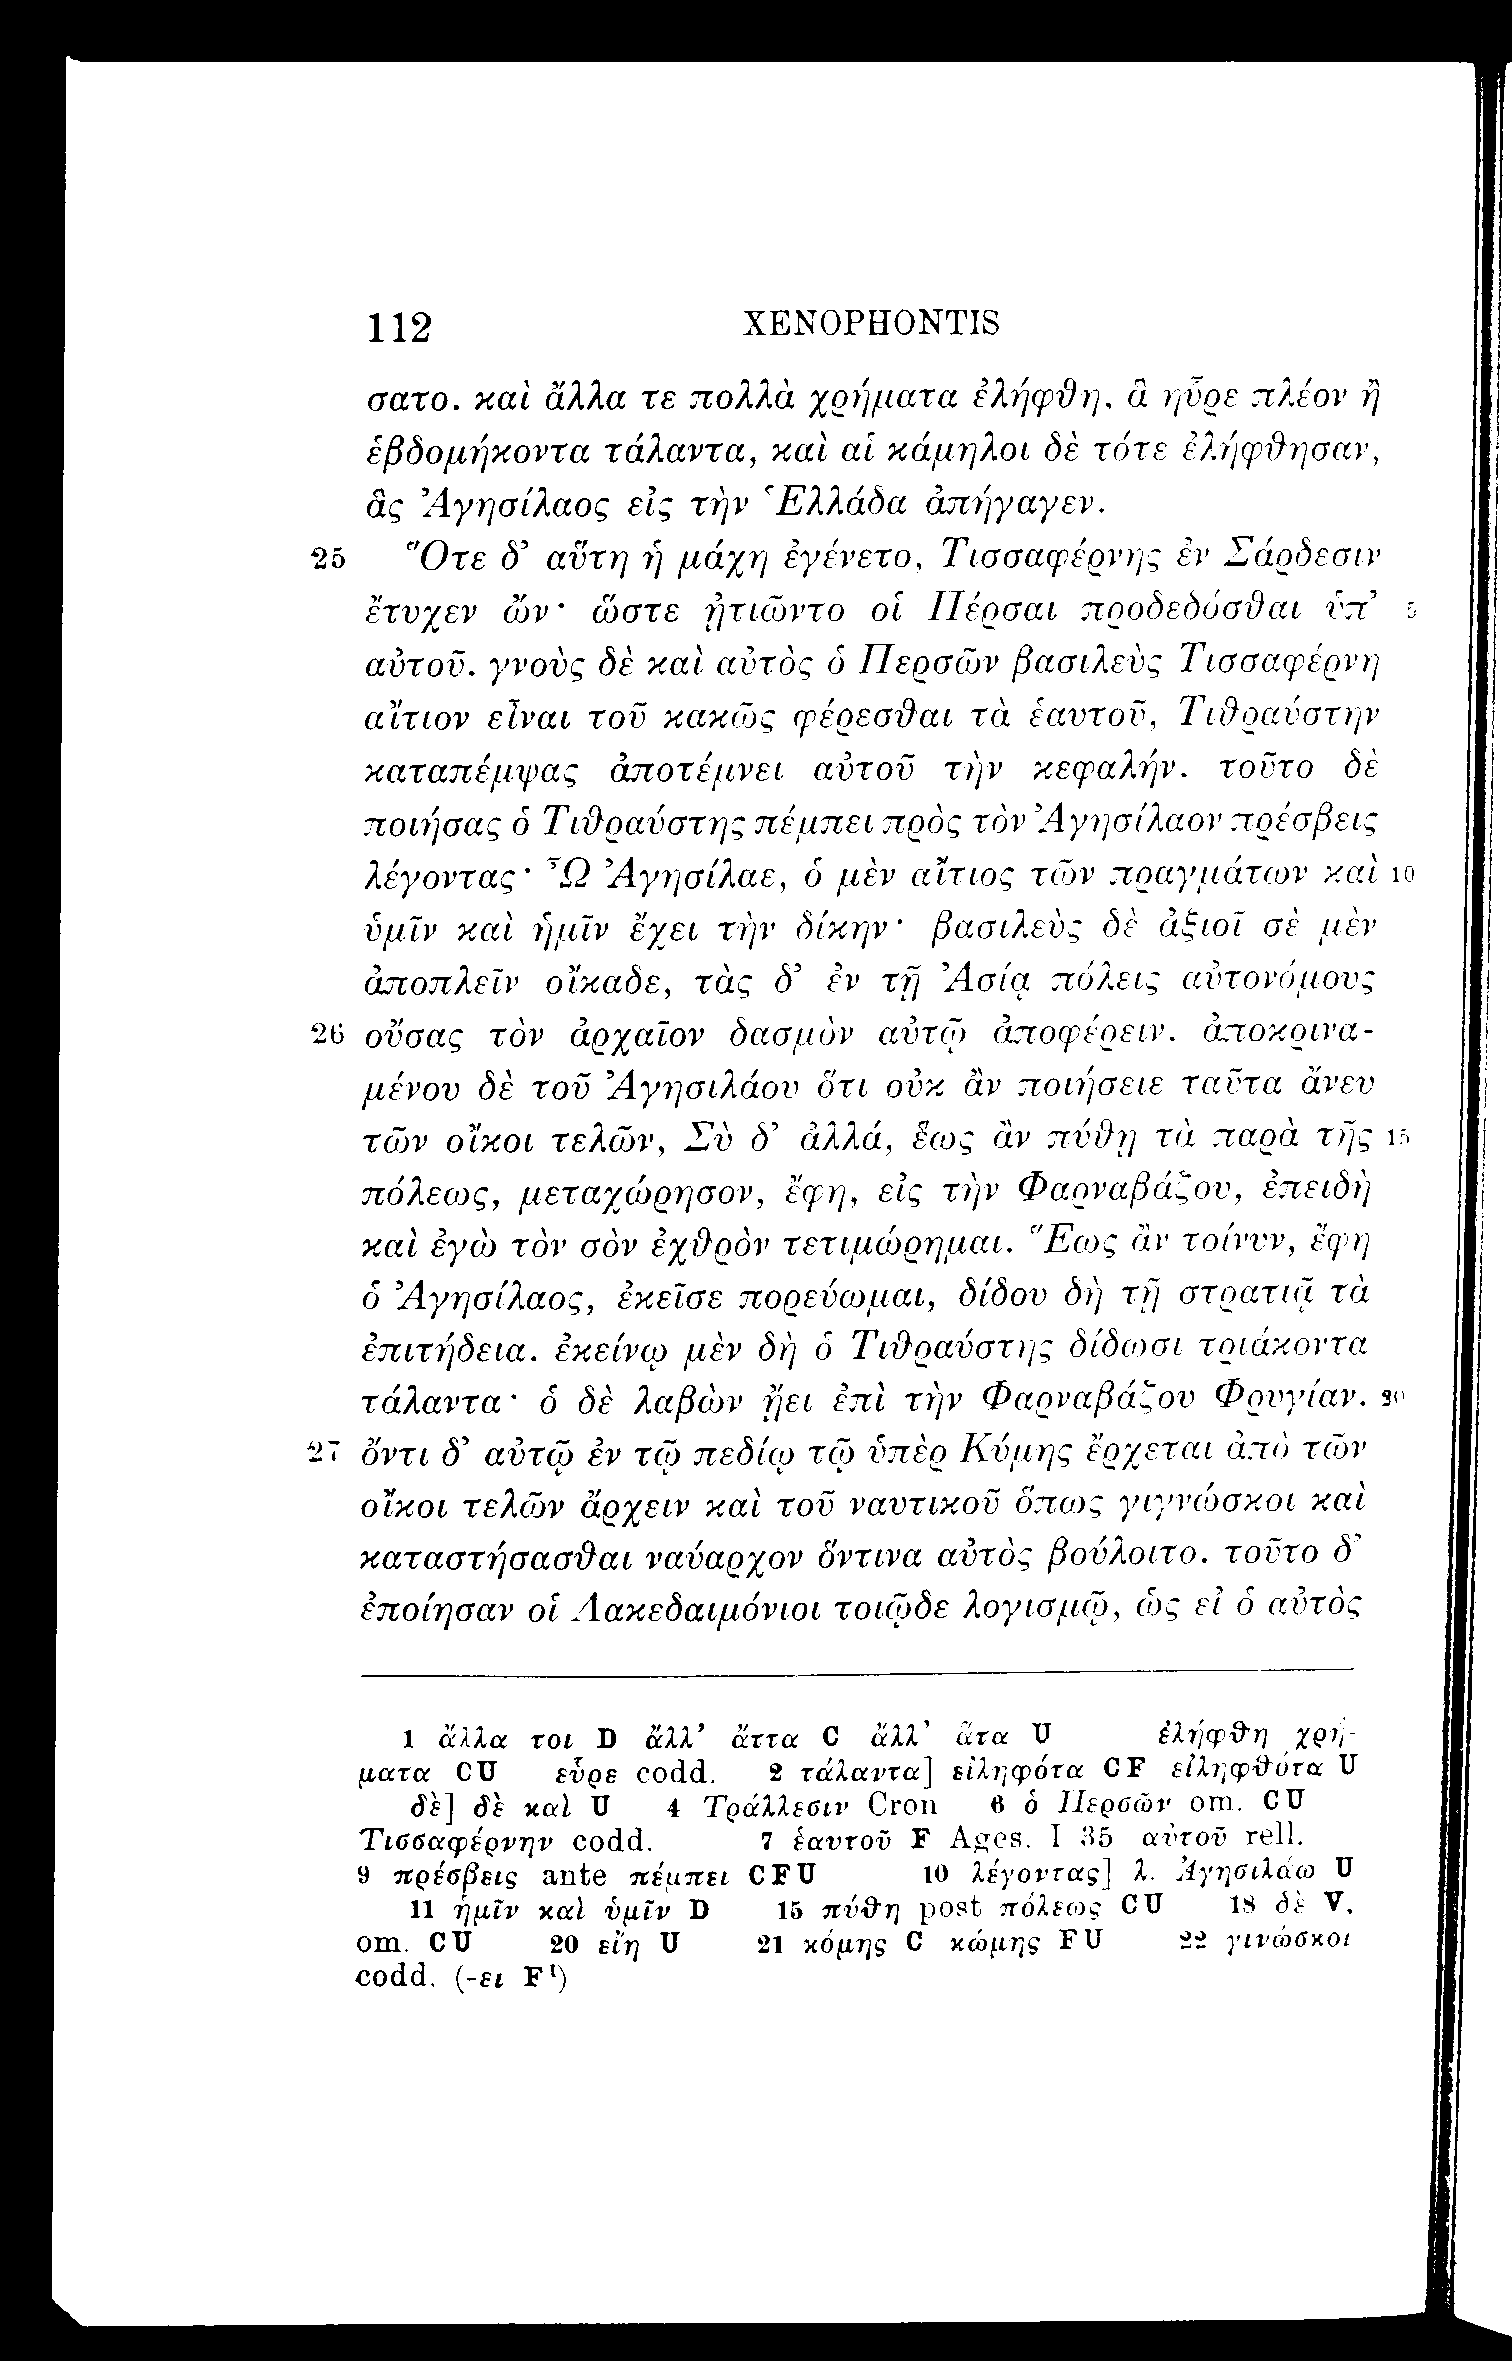 112 XENOPHONTIS
σατο. καὶ ἄλλα τε πολλὰ χρήματα ἐλήφθη, ἃ ηὗρε πλέον ἢ
ἑβδομήκοντα τάλαντα, καὶ αἱ κάμηλοι δὲ τότε ἐλήφθησαν,
ἃς Ἀγησίλαος εἰς τὴν Ἑλλάδα ἀπήγαγεν.
25 Ὅτε δ’ αὕτη ἡ μάχη ἐγένετο, Τισσαφέρνης ἐν Σάρδεσιν
ἔτυχεν ὤν· ὥστε ᾐτιῶντο οἱ Πέρσαι προδεδόσθαι ὑπ’ 5
αὐτοῦ. γνοὺς δὲ καὶ αὐτὸς ὁ Περσῶν βασιλεὺς Τισσαφέρνη
αἴτιον εἶναι τοῦ κακῶς φέρεσθαι τὰ ἑαυτοῦ, Τιθραύστην
καταπέμψας ἀποτέμνει αὐτοῦ τὴν κεφαλήν. τοῦτο δὲ
ποιήσας ὁ Τιθραύστης πέμπει πρὸς τὸν Ἀγησίλαον πρέσβεις
λέγοντας· Ὦ Ἀγησίλαε, ὁ μὲν αἴτιος τῶν πραγμάτων καὶ 10
ὑμῖν καὶ ἡμῖν ἔχει τὴν δίκην· βασιλεὺς δὲ ἀξιοῖ σὲ μὲν
ἀποπλεῖν οἴκαδε, τὰς δ’ ἐν τῇ Ἀσίᾳ πόλεις αὐτονόμους
26 οὔσας τὸν ἀρχαῖον δασμὸν αὐτῷ ἀποφέρειν. ἀποκρινα-
μένου δὲ τοῦ Ἀγησιλάου ὅτι οὐκ ἂν ποιήσειε ταῦτα ἄνευ
τῶν οἴκοι τελῶν, Σὺ δ’ ἀλλά, ἕως ἂν πύθῃ τὰ παρὰ τῆς 15
πόλεως, μεταχώρησον, ἔφη, εἰς τὴν Φαρναβάζου, ἐπειδὴ
καὶ ἐγὼ τὸν σὸν ἐχθρὸν τετιμώρημαι. Ἕως ἂν τοίνυν, ἔφη
ὁ Ἀγησίλαος, ἐκεῖσε πορεύωμαι, δίδου δὴ τῇ στρατιᾷ τὰ
ἐπιτήδεια. ἐκείνῳ μὲν δὴ ὁ Τιθραύστης δίδωσι τριάκοντα
τάλαντα· ὁ δὲ λαβὼν ᾔει ἐπὶ τὴν Φαρναβάζου Φρυγίαν. 20
27 ὄντι δ’ αὐτῷ ἐν τῷ πεδίῳ τῷ ὑπὲρ Κύμης ἔρχεται ἀπὸ τῶν
οἴκοι τελῶν ἄρχειν καὶ τοῦ ναυτικοῦ ὅπως γιγνώσκοι καὶ
καταστήσασθαι ναύαρχον ὅντινα αὐτὸς βούλοιτο. τοῦτο δ’
ἐποίησαν οἱ Λακεδαιμόνιοι τοιῷδε λογισμῷ, ὡς εἰ ὁ αὐτὸς
1 ἄλλα τοι D ἄλλ’ ἄττα C ἄλλ’ ἅτα U ἐλήφθη χρή-
ματα CU εὗρε codd. 2 τάλαντα] εἰληφότα CF εἰληφθότα U
δὲ] δὲ καὶ U 4 Τράλλεσιν Cron 6 ὁ Περσῶν om. CU
Τισσαφέρνην codd. 7 ἑαυτοῦ F Ages. I 35 αὐτοῦ rell.
9 πρέσβεις ante πέμπει CFU 10 λέγοντας] λ. Ἀγησιλάω U
11 ἡμῖν καὶ ὑμῖν D 15 πύθη post πόλεως CU 18 δὲ V,
om. CU 20 εἴη U 21 κόμης C κώμης FU 22 γινώσκοι
codd. (-ει F¹)